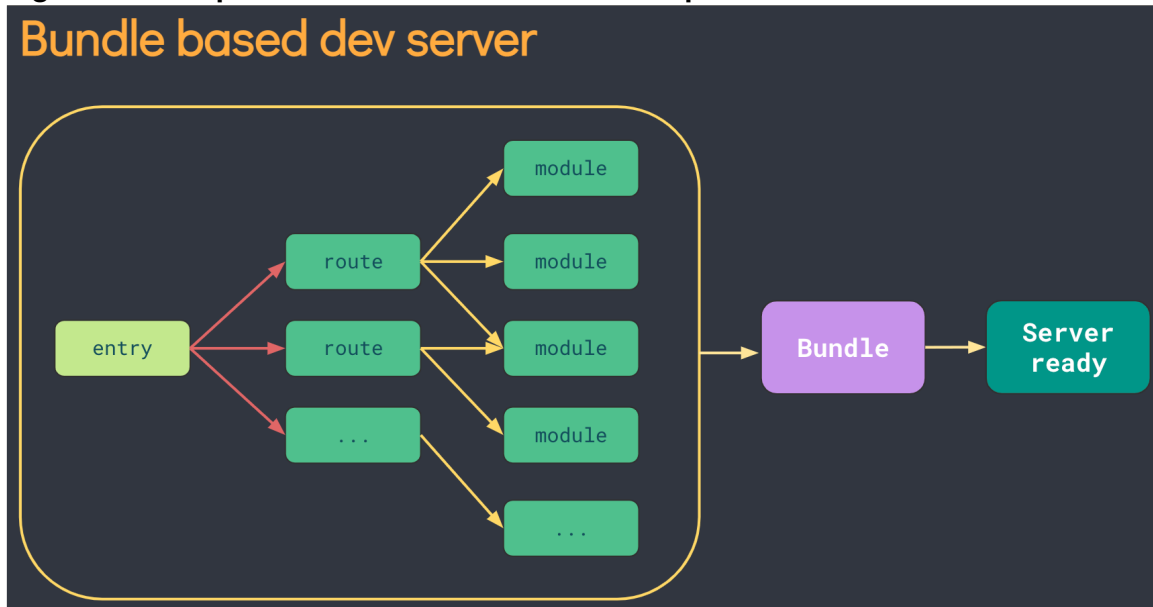 Bundle based dev server
module
route
module
entry
route
module
Bundle
Server
ready
...
module
...